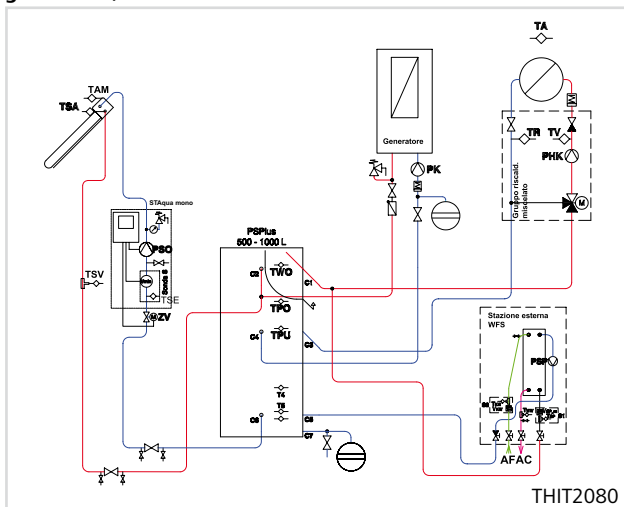 TA
TAM
TSA
Generatore
TR
TV
PK
PHK
Gruppo riscald.
miscelato
M
STAqua mono
PSO
PSPlus
500 - 1000 L
TSV
Sonda S
TSE
M
ZV
C2
TWO
C1
TPO
C4
TPU
C3
T4
T5
C6
C5
C7
Stazione esterna
WFS
PSP
AFAC
THIT2080